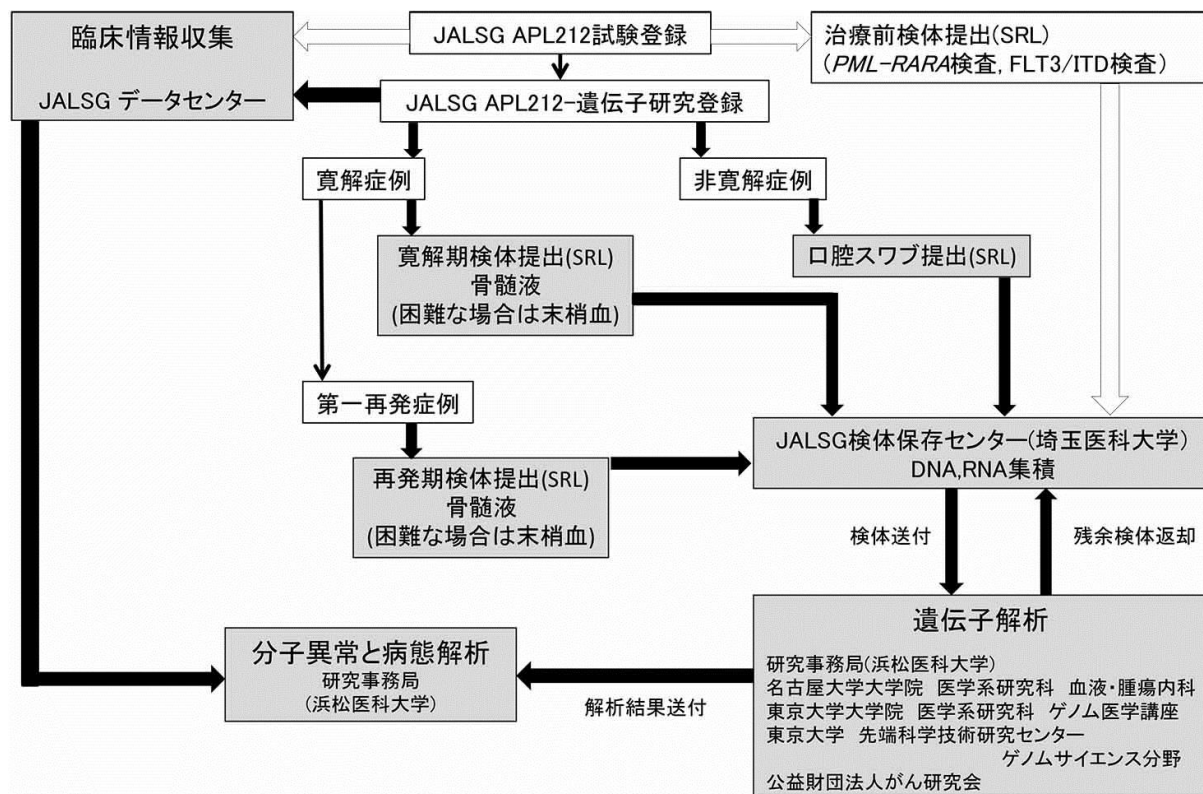 臨床情報収集
JALSG データセンター
JALSG APL212試験登録
治療前検体提出(SRL)
(PML-RARA検査, FLT3/ITD検査)
JALSG APL212-遺伝子研究登録
寛解症例
非寛解症例
寛解期検体提出(SRL)
骨髄液
(困難な場合は末梢血)
口腔スワブ提出(SRL)
第一再発症例
JALSG検体保存センター(埼玉医科大学)
DNA,RNA集積
再発期検体提出(SRL)
骨髄液
(困難な場合は末梢血)
検体送付
残余検体返却
遺伝子解析
研究事務局(浜松医科大学)
名古屋大学大学院 医学系研究科 血液・腫瘍内科
東京大学大学院 医学系研究科 ゲノム医学講座
東京大学 先端科学技術研究センター
ゲノムサイエンス分野
公益財団法人がん研究会
分子異常と病態解析
研究事務局
(浜松医科大学)
解析結果送付